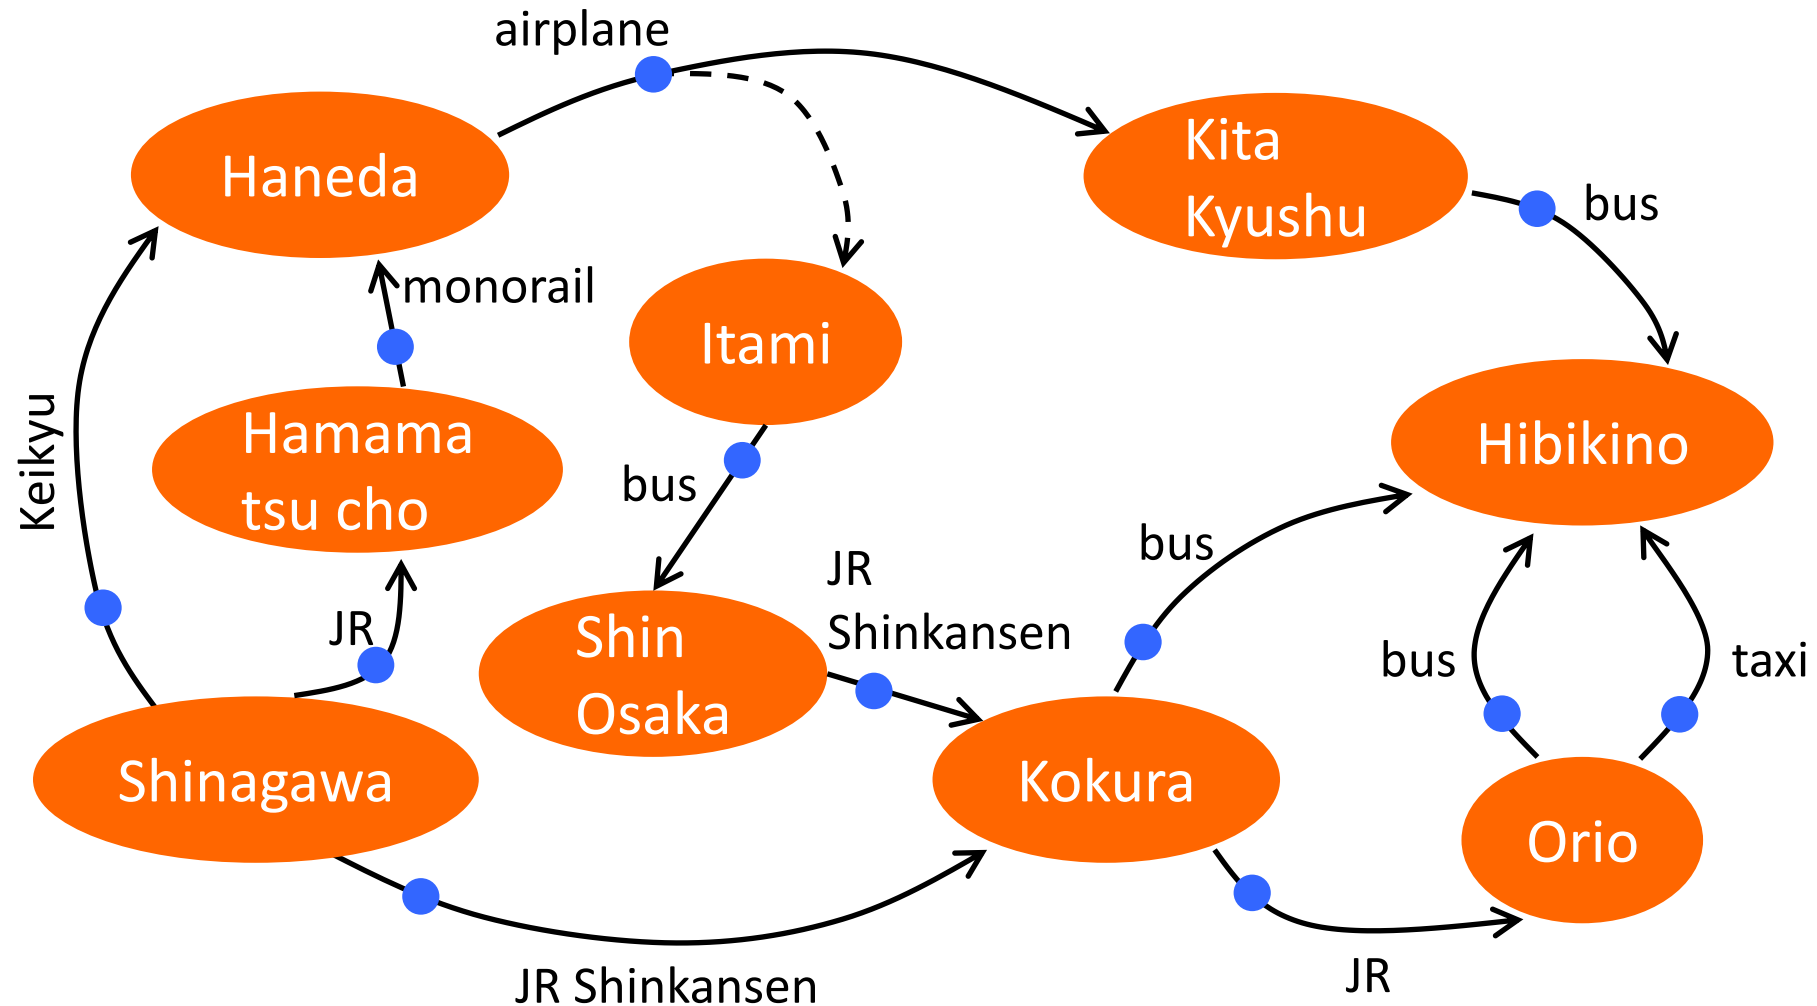 airplane
Haneda
Kita
Kyushu
bus
monorail
Itami
Keikyu
Hamama
tsu cho
Hibikino
bus
JR
Shin
Osaka
JR
Shinkansen
bus
bus
taxi
Shinagawa
Kokura
Orio
JR Shinkansen
JR